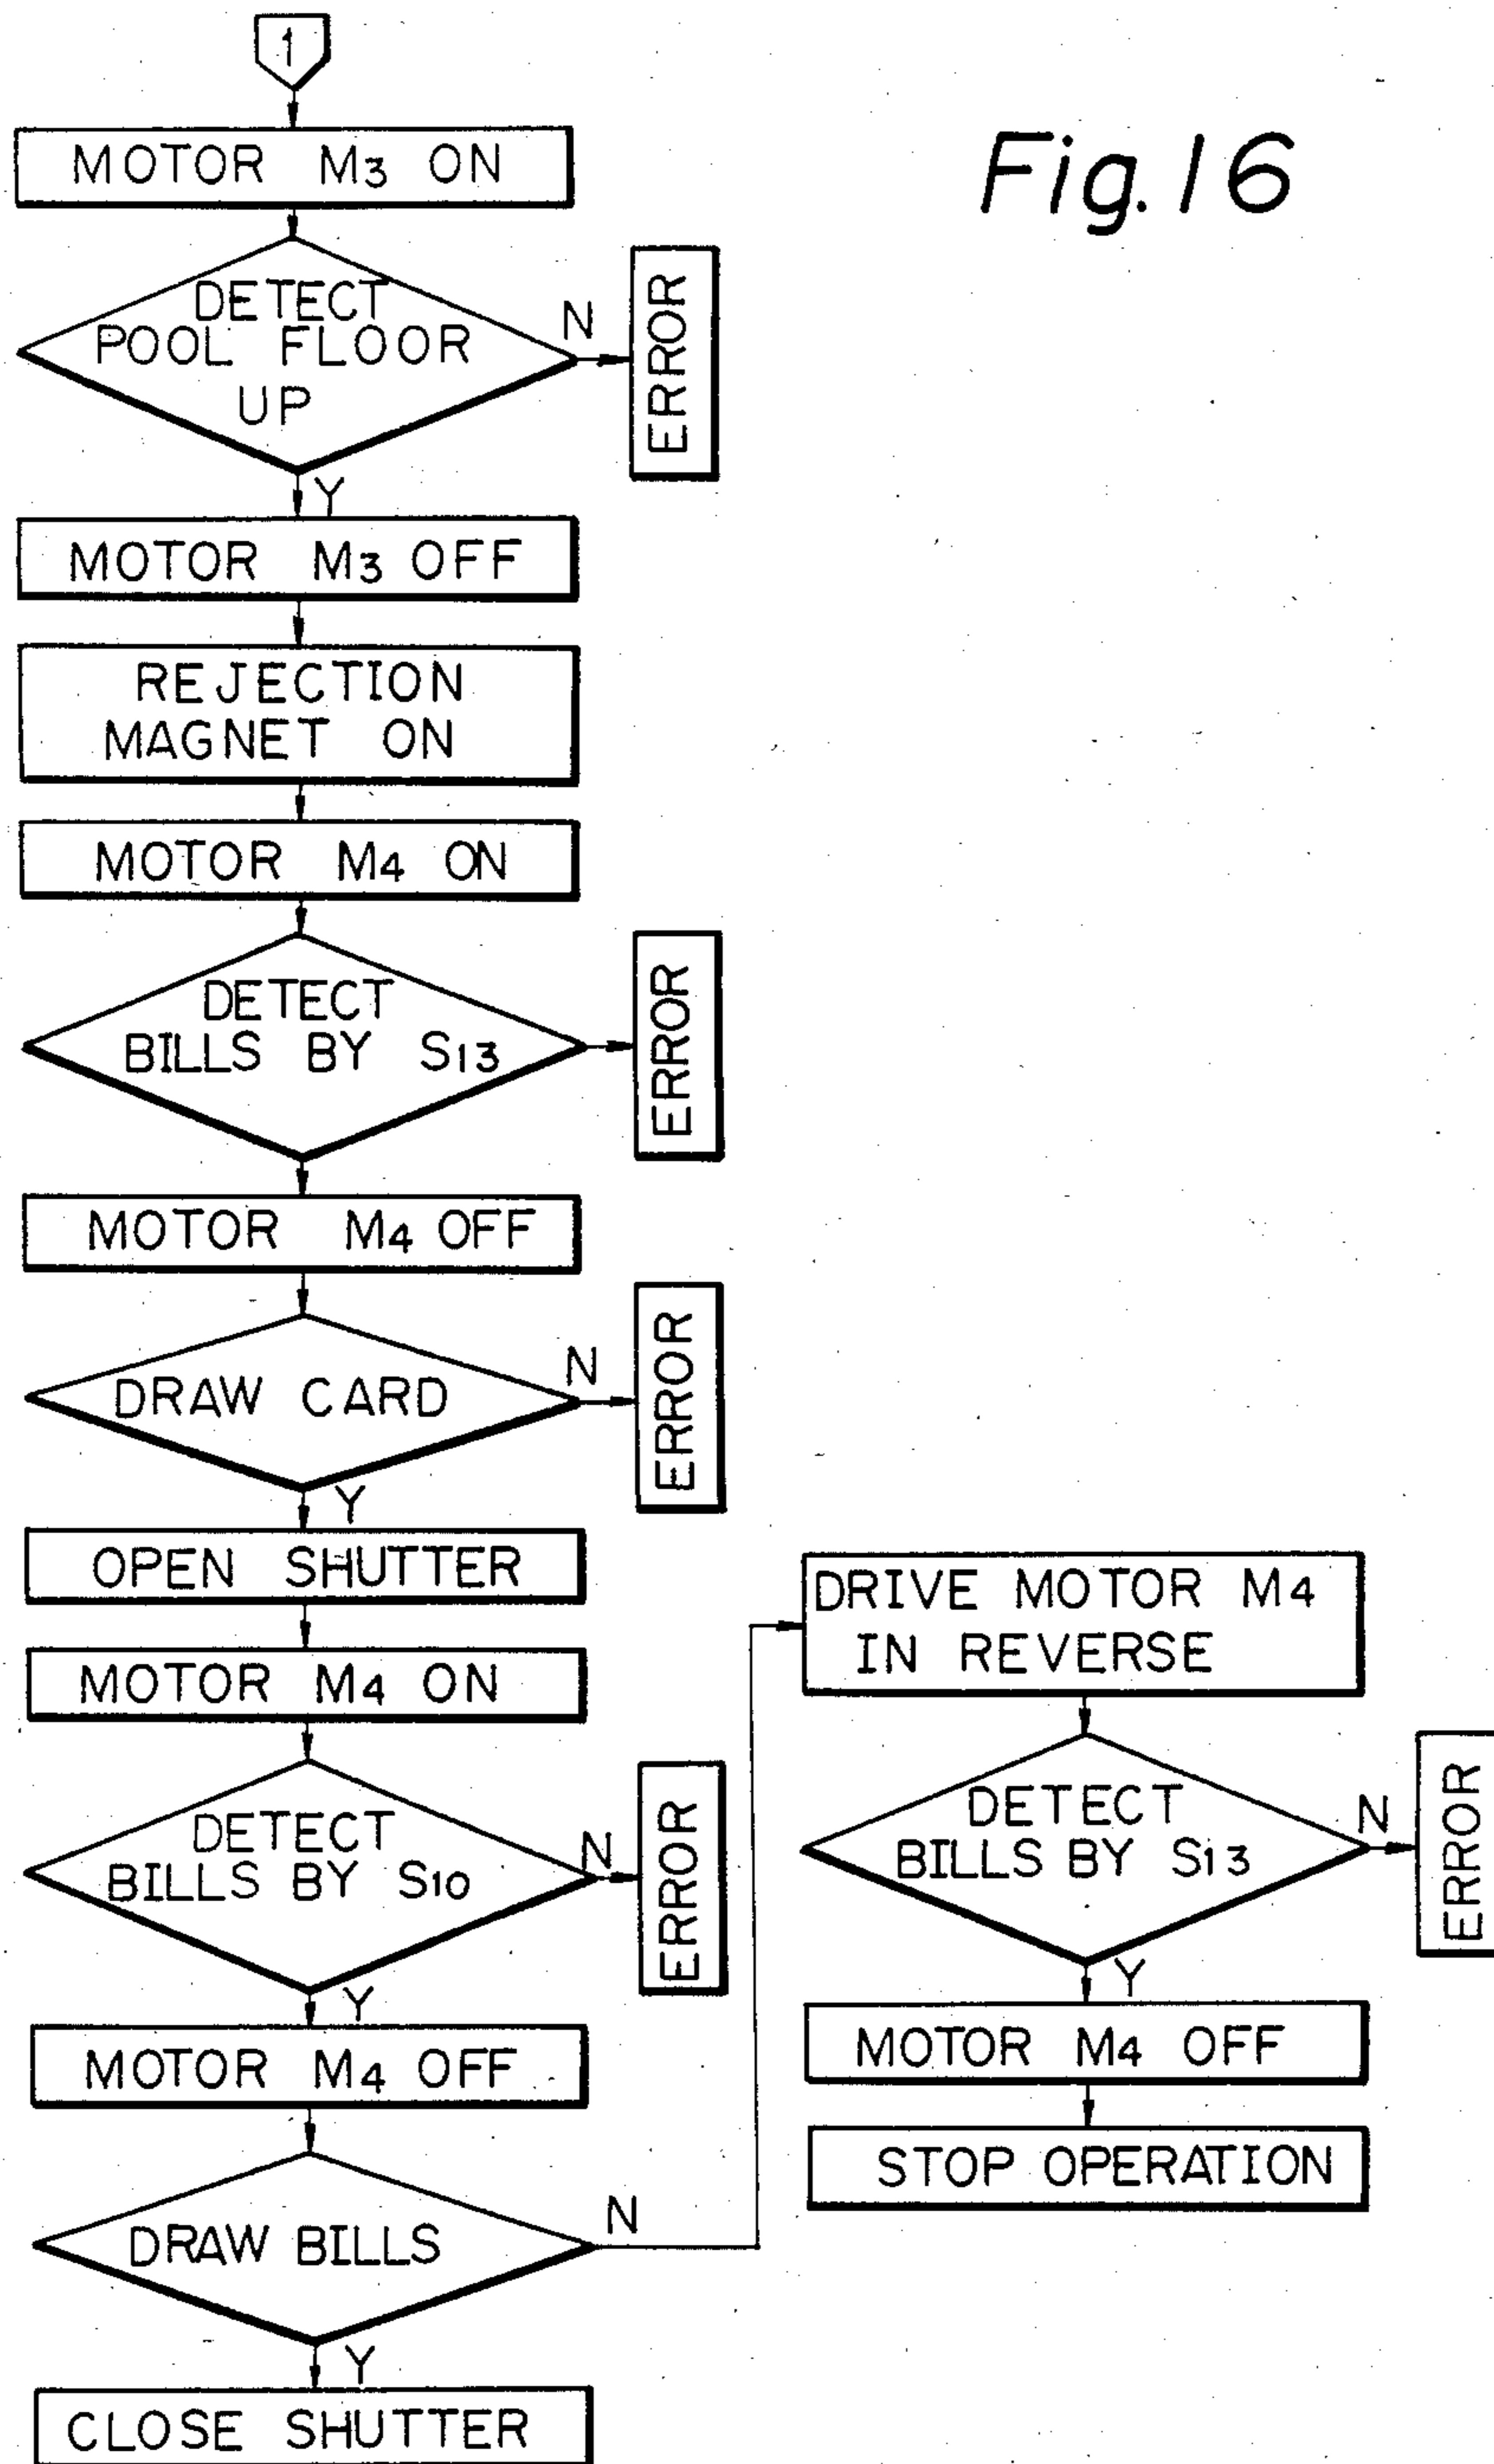 1
Fig. 16
MOTOR M3 ON
DETECT
POOL FLOOR
UP
N
ERROR
Y
MOTOR M3 OFF
REJECTION
MAGNET ON
MOTOR M4 ON
DETECT
BILLS BY S13
ERROR
MOTOR M4 OFF
DRAW CARD
N
ERROR
Y
OPEN SHUTTER
MOTOR M4 ON
DETECT
BILLS BY S10
N
ERROR
Y
MOTOR M4 OFF
DRAW BILLS
N
Y
CLOSE SHUTTER
DRIVE MOTOR M4
IN REVERSE
DETECT
BILLS BY S13
N
ERROR
Y
MOTOR M4 OFF
STOP OPERATION